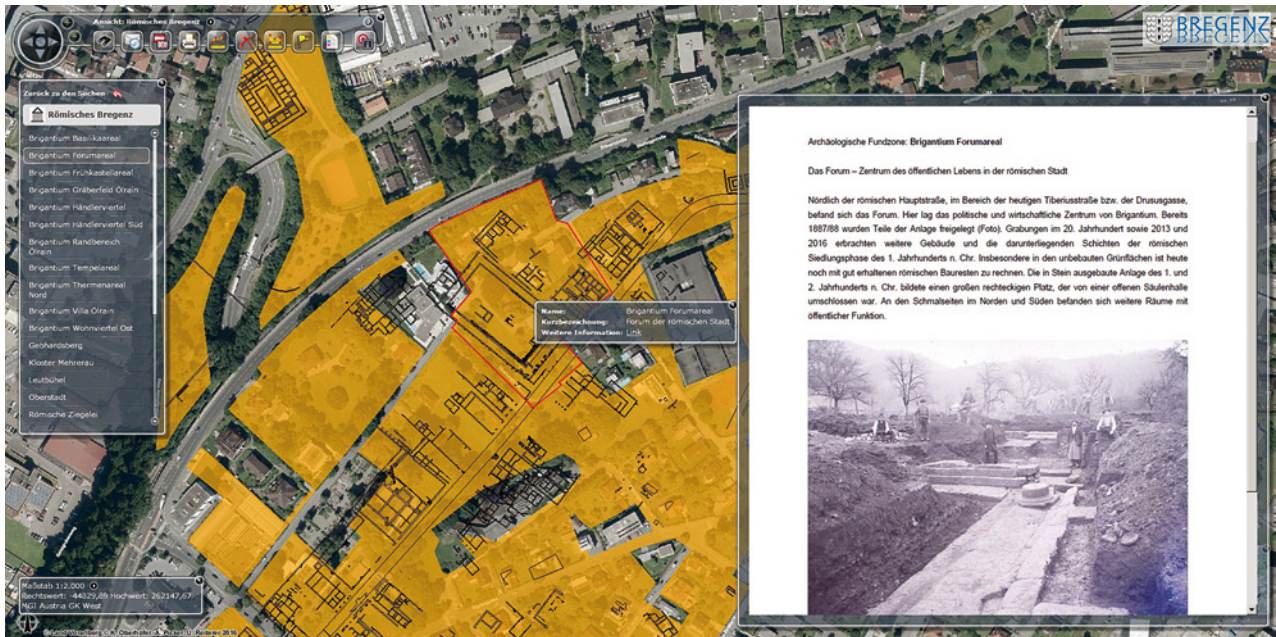 Ansicht: Römisches Bregenz
BREGENZ
Zurück zu den Suchen
Römisches Bregenz
Brigantium Basilikaareal
Brigantium Forumareal
Brigantium Frühkastellareal
Brigantium Gräberfeld Ölrain
Brigantium Händlerviertel
Brigantium Händlerviertel Süd
Brigantium Randbereich
Ölrain
Brigantium Tempelareal
Brigantium Thermenareal
Nord
Brigantium Villa Ölrain
Brigantium Wohnviertel Ost
Gebhardsberg
Kloster Mehrerau
Leutbühel
Oberstadt
Römische Ziegelei
Name: Brigantium Forumareal
Kurzbezeichnung: Forum der römischen Stadt
Weitere Information: Link
Archäologische Fundzone: Brigantium Forumareal
Das Forum – Zentrum des öffentlichen Lebens in der römischen Stadt
Nördlich der römischen Hauptstraße, im Bereich der heutigen Tiberiusstraße bzw. der Drususgasse,
befand sich das Forum. Hier lag das politische und wirtschaftliche Zentrum von Brigantium. Bereits
1887/88 wurden Teile der Anlage freigelegt (Foto). Grabungen im 20. Jahrhundert sowie 2013 und
2016 erbrachten weitere Gebäude und die darunterliegenden Schichten der römischen
Siedlungsphase des 1. Jahrhunderts n. Chr. Insbesondere in den unbebauten Grünflächen ist heute
noch mit gut erhaltenen römischen Bauresten zu rechnen. Die in Stein ausgebaute Anlage des 1. und
2. Jahrhunderts n. Chr. bildete einen großen rechteckigen Platz, der von einer offenen Säulenhalle
umschlossen war. An den Schmalseiten im Norden und Süden befanden sich weitere Räume mit
öffentlicher Funktion.
Maßstab 1:2.000
Rechtswert: -44829,88 Hochwert: 262147,67
MGI Austria GK West
© Land Vorarlberg © K. Oberhofer, A. Picker, U. Reiterer 2016